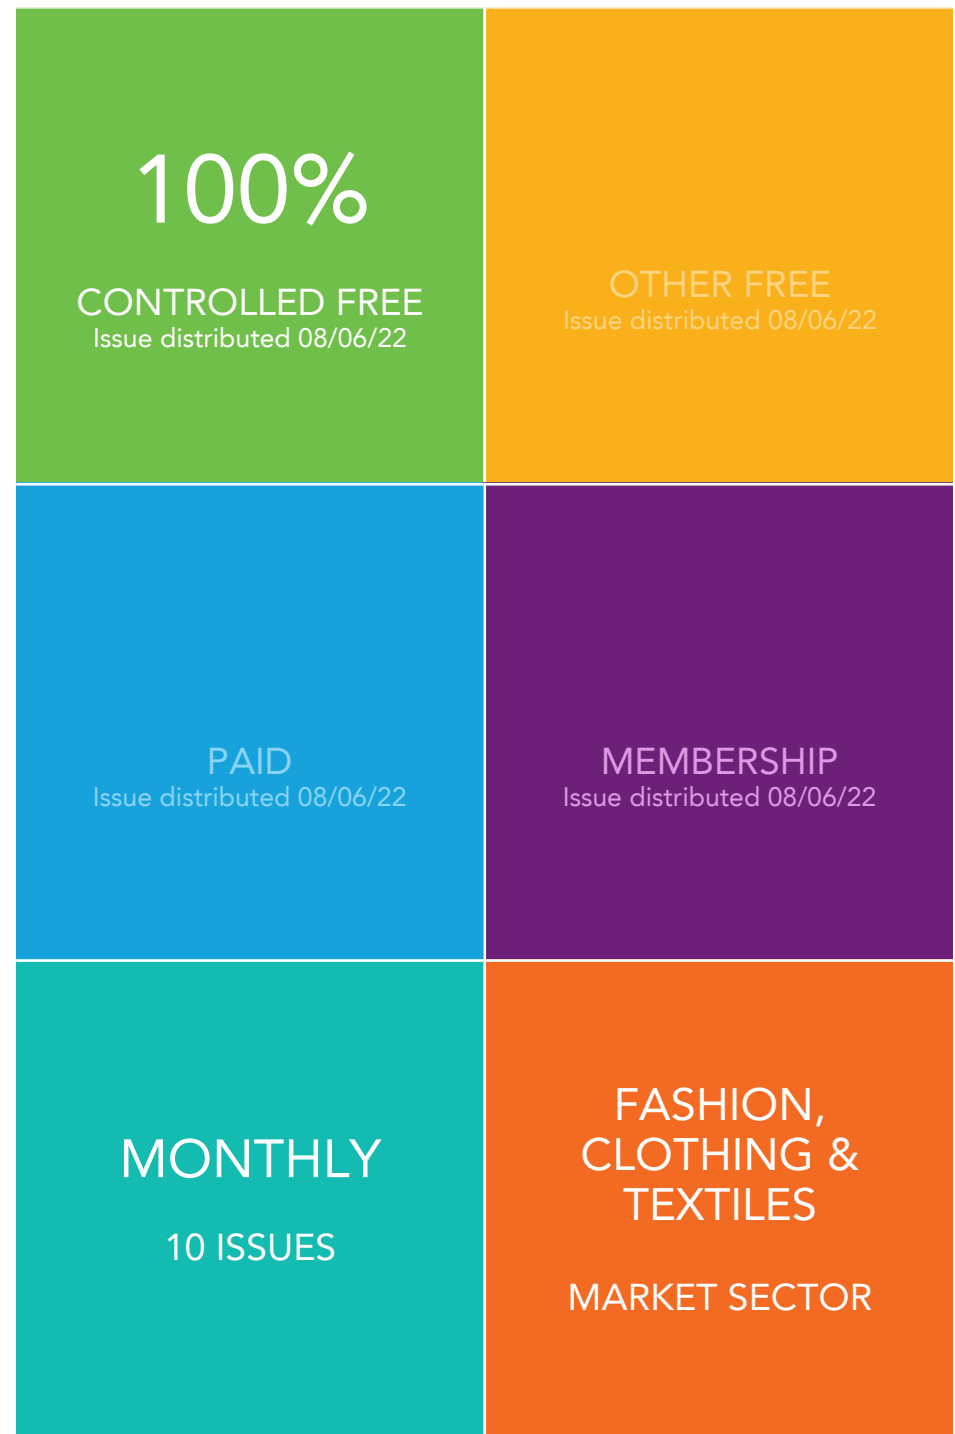 100%
CONTROLLED FREE
Issue distributed 08/06/22
OTHER FREE
Issue distributed 08/06/22
PAID
Issue distributed 08/06/22
MEMBERSHIP
Issue distributed 08/06/22
MONTHLY
10 ISSUES
FASHION,
CLOTHING &
TEXTILES
MARKET SECTOR